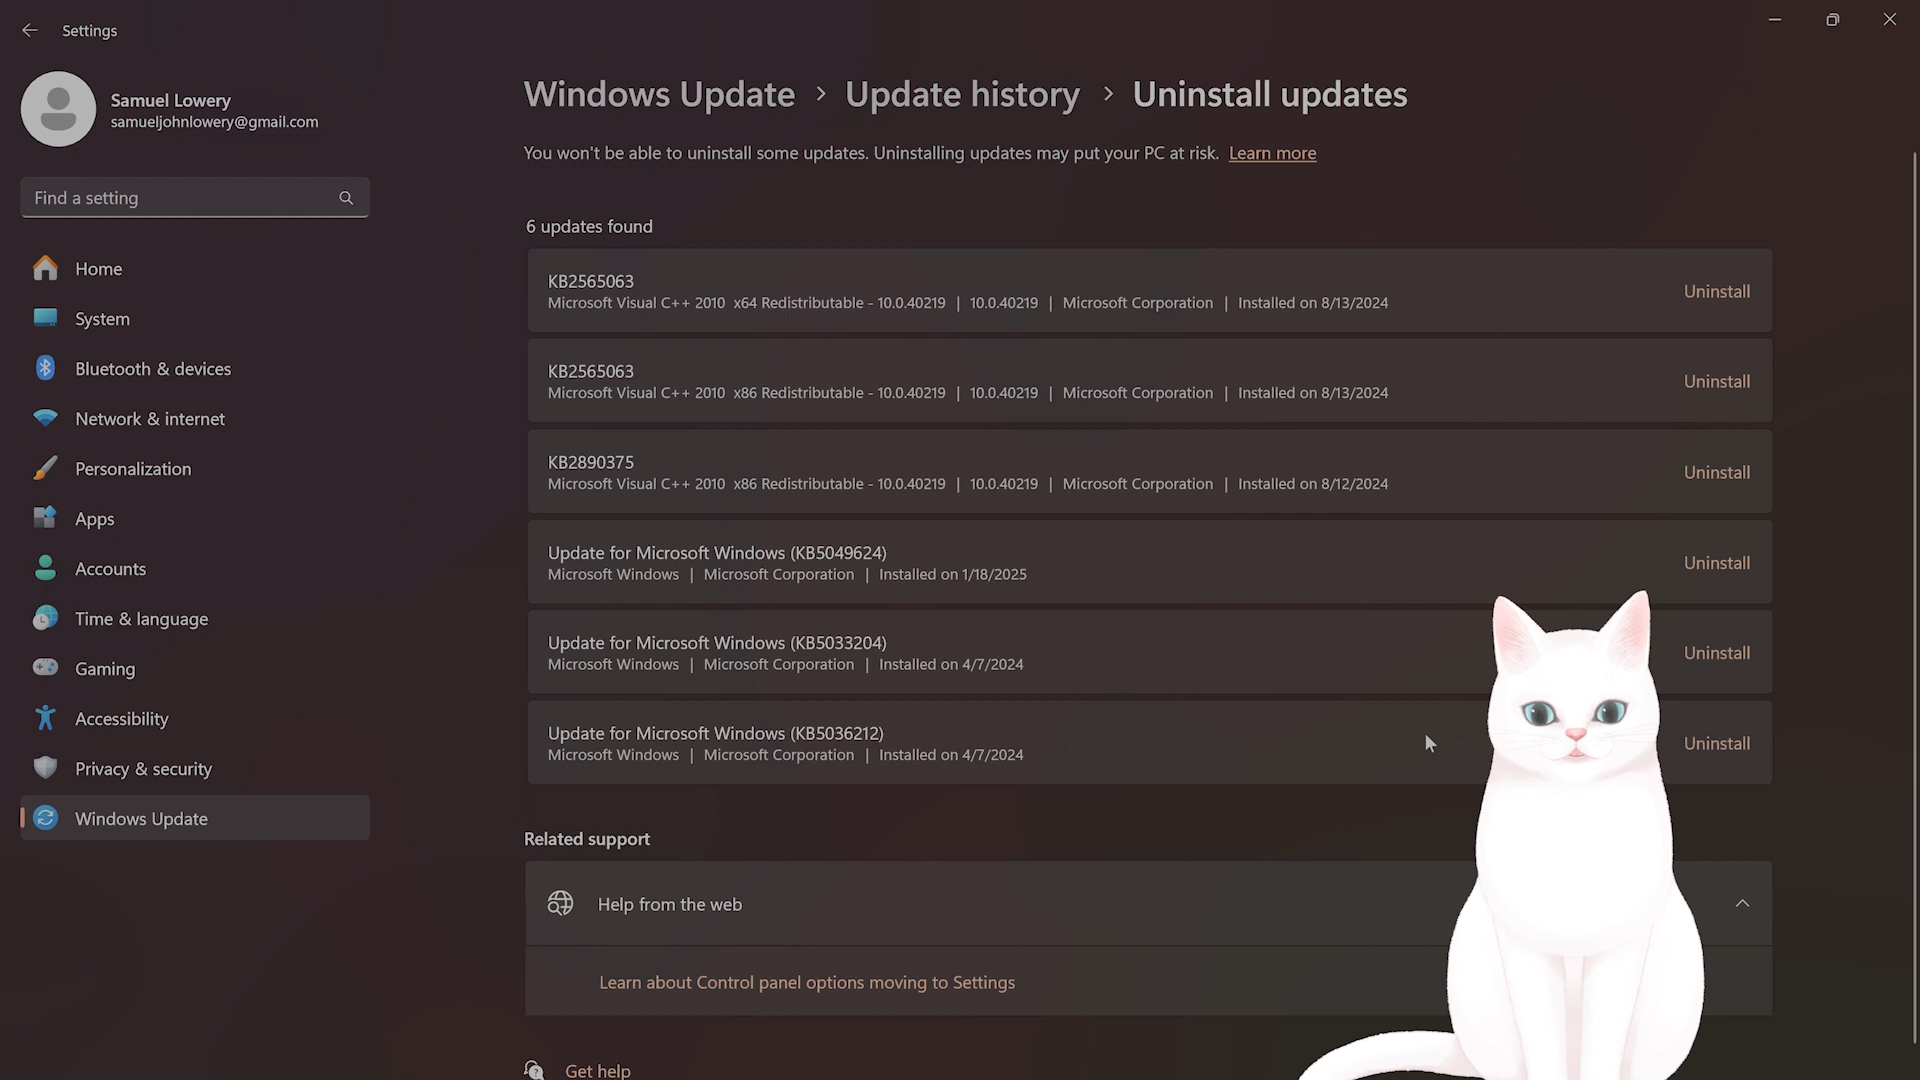 Settings
Samuel Lowery
samueljohnlowery@gmail.com
Find a setting
Home
System
Bluetooth & devices
Network & internet
Personalization
Apps
Accounts
Time & language
Gaming
Accessibility
Privacy & security
Windows Update
Windows Update > Update history > Uninstall updates
You won't be able to uninstall some updates. Uninstalling updates may put your PC at risk. Learn more
6 updates found
KB2565063
Microsoft Visual C++ 2010 x64 Redistributable - 10.0.40219 | 10.0.40219 | Microsoft Corporation | Installed on 8/13/2024
Uninstall
KB2565063
Microsoft Visual C++ 2010 x86 Redistributable - 10.0.40219 | 10.0.40219 | Microsoft Corporation | Installed on 8/13/2024
Uninstall
KB2890375
Microsoft Visual C++ 2010 x86 Redistributable - 10.0.40219 | 10.0.40219 | Microsoft Corporation | Installed on 8/12/2024
Uninstall
Update for Microsoft Windows (KB5049624)
Microsoft Windows | Microsoft Corporation | Installed on 1/18/2025
Uninstall
Update for Microsoft Windows (KB5033204)
Microsoft Windows | Microsoft Corporation | Installed on 4/7/2024
Uninstall
Update for Microsoft Windows (KB5036212)
Microsoft Windows | Microsoft Corporation | Installed on 4/7/2024
Uninstall
Related support
Help from the web
Learn about Control panel options moving to Settings
Get help